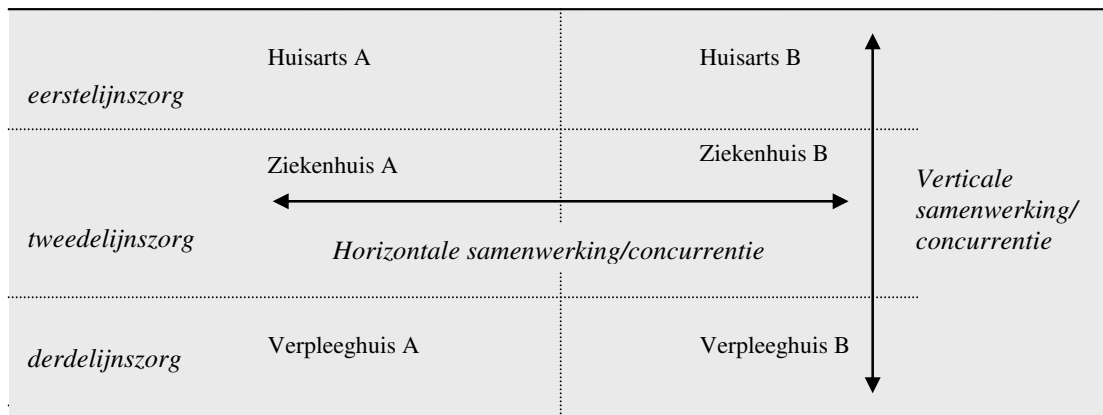 Huisarts A
Huisarts B
eerstelijnszorg
Ziekenhuis A
Ziekenhuis B
Verticale
samenwerking/
concurrentie
tweedelijnszorg
Horizontale samenwerking/concurrentie
derdelijnszorg
Verpleeghuis A
Verpleeghuis B